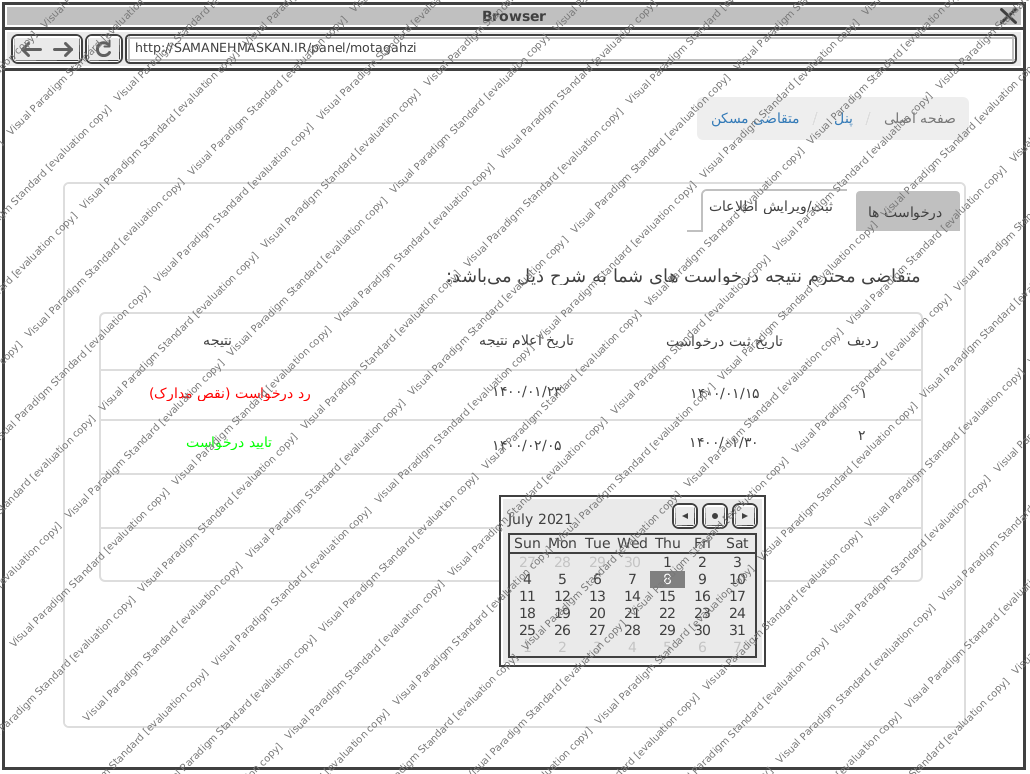 Browser
http://SAMANEHMASKAN.IR/panel/motagahzi
صفحه اصلی / پنل / متقاضی مسکن
درخواست ها
ثبت/ویرایش اطلاعات
متقاضی محترم نتیجه درخواست های شما به شرح ذیل می‌باشد:
ردیف تاریخ ثبت درخواست تاریخ اعلام نتیجه نتیجه
۱ ۱۴۰۰/۰۱/۱۵ ۱۴۰۰/۰۱/۲۳ رد درخواست (نقص مدارک)
۲ ۱۴۰۰/۰۱/۳۰ ۱۴۰۰/۰۲/۰۵ تایید درخواست
July 2021
Sun Mon Tue Wed Thu Fri Sat
27 28 29 30 1 2 3
4 5 6 7 8 9 10
11 12 13 14 15 16 17
18 19 20 21 22 23 24
25 26 27 28 29 30 31
1 2 3 4 5 6 7
Visual Paradigm Standard [evaluation copy]